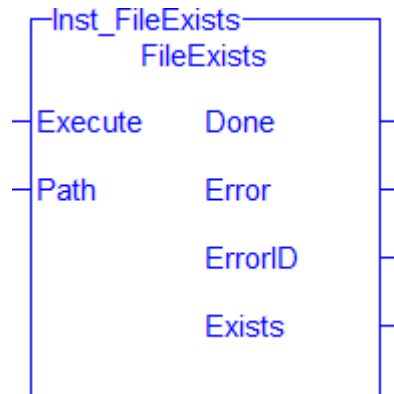 Inst_FileExists
FileExists
Execute Done
Path Error
ErrorID
Exists